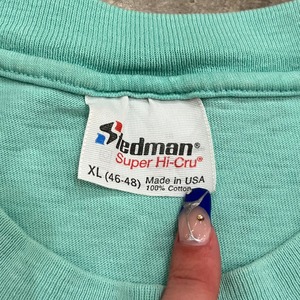 Stedman®
Super Hi-Cru®
XL (46-48) Made in USA
100% Cotton